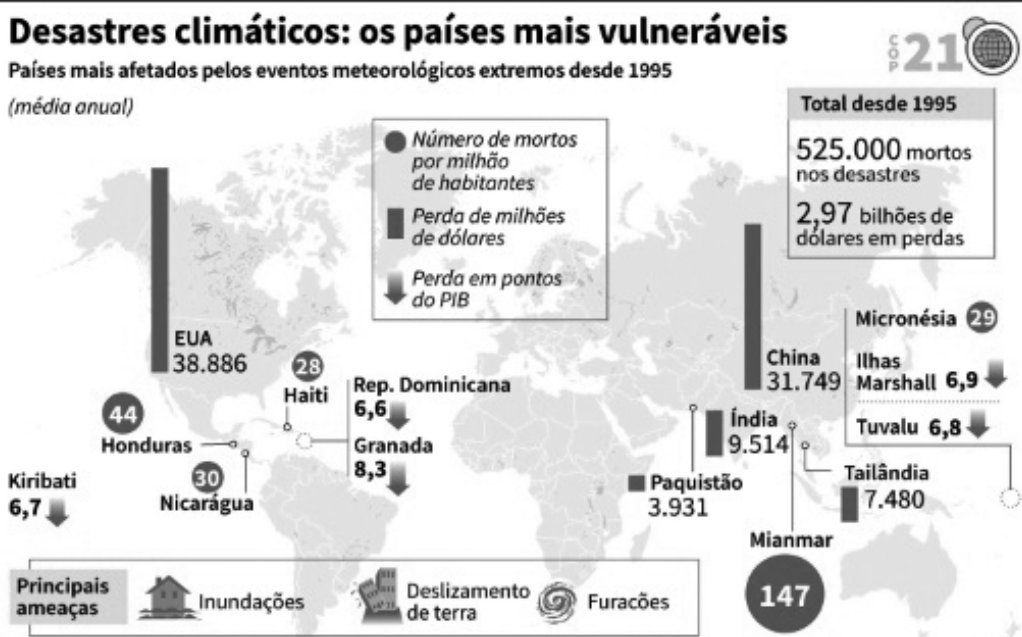 Desastres climáticos: os países mais vulneráveis
Países mais afetados pelos eventos meteorológicos extremos desde 1995
(média anual)
COP
21
Número de mortos
por milhão
de habitantes
Perda de milhões
de dólares
Perda em pontos
do PIB
Total desde 1995
525.000 mortos
nos desastres
2,97 bilhões de
dólares em perdas
EUA
38.886
28
Haiti
44
Honduras
30
Nicarágua
Kiribati
6,7
Rep. Dominicana
6,6
Granada
8,3
China
31.749
Micronésia 29
Ilhas
Marshall 6,9
Tuvalu 6,8
Índia
9.514
Paquistão
3.931
Tailândia
7.480
Mianmar
147
Principais
ameaças
Inundações
Deslizamento
de terra
Furacões